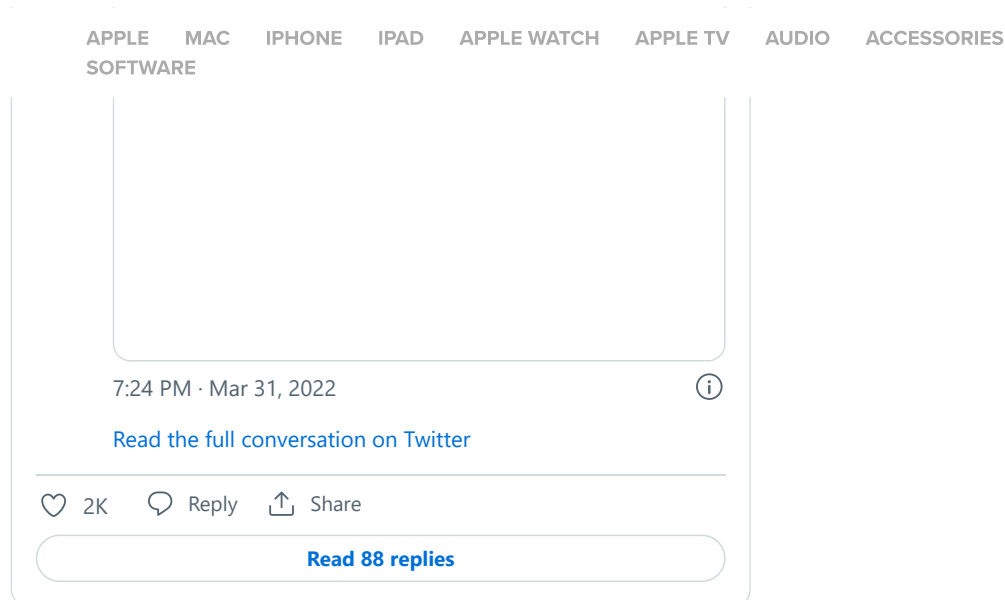 APPLE MAC IPHONE IPAD APPLE WATCH APPLE TV AUDIO ACCESSORIES
SOFTWARE
7:24 PM · Mar 31, 2022
Read the full conversation on Twitter
2K Reply Share
Read 88 replies